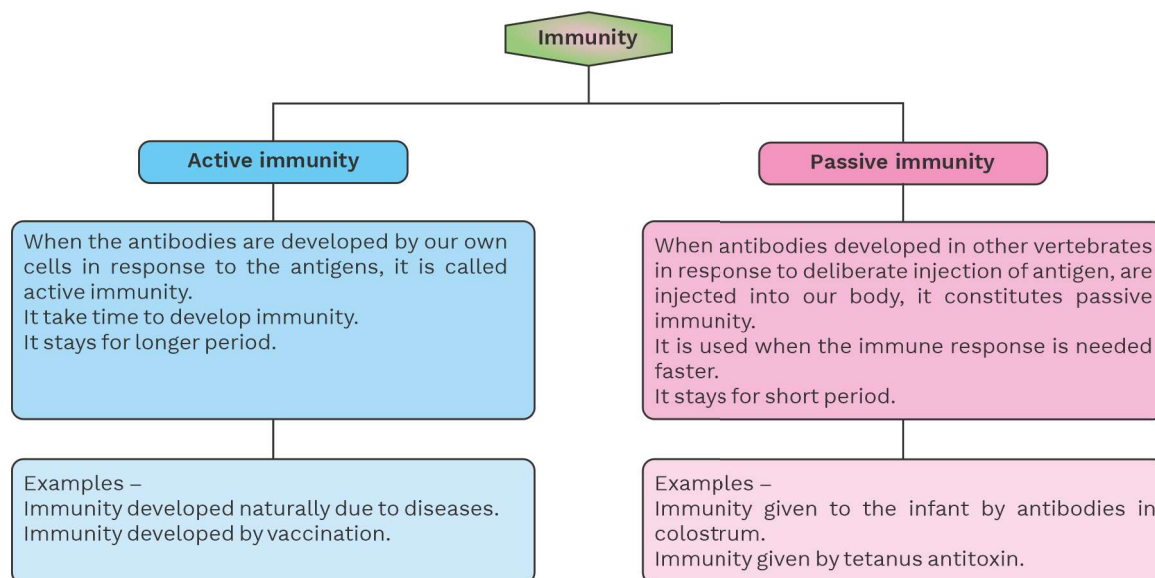 Immunity
Active immunity
When the antibodies are developed by our own
cells in response to the antigens, it is called
active immunity.
It take time to develop immunity.
It stays for longer period.
Examples –
Immunity developed naturally due to diseases.
Immunity developed by vaccination.
Passive immunity
When antibodies developed in other vertebrates
in response to deliberate injection of antigen, are
injected into our body, it constitutes passive
immunity.
It is used when the immune response is needed
faster.
It stays for short period.
Examples –
Immunity given to the infant by antibodies in
colostrum.
Immunity given by tetanus antitoxin.